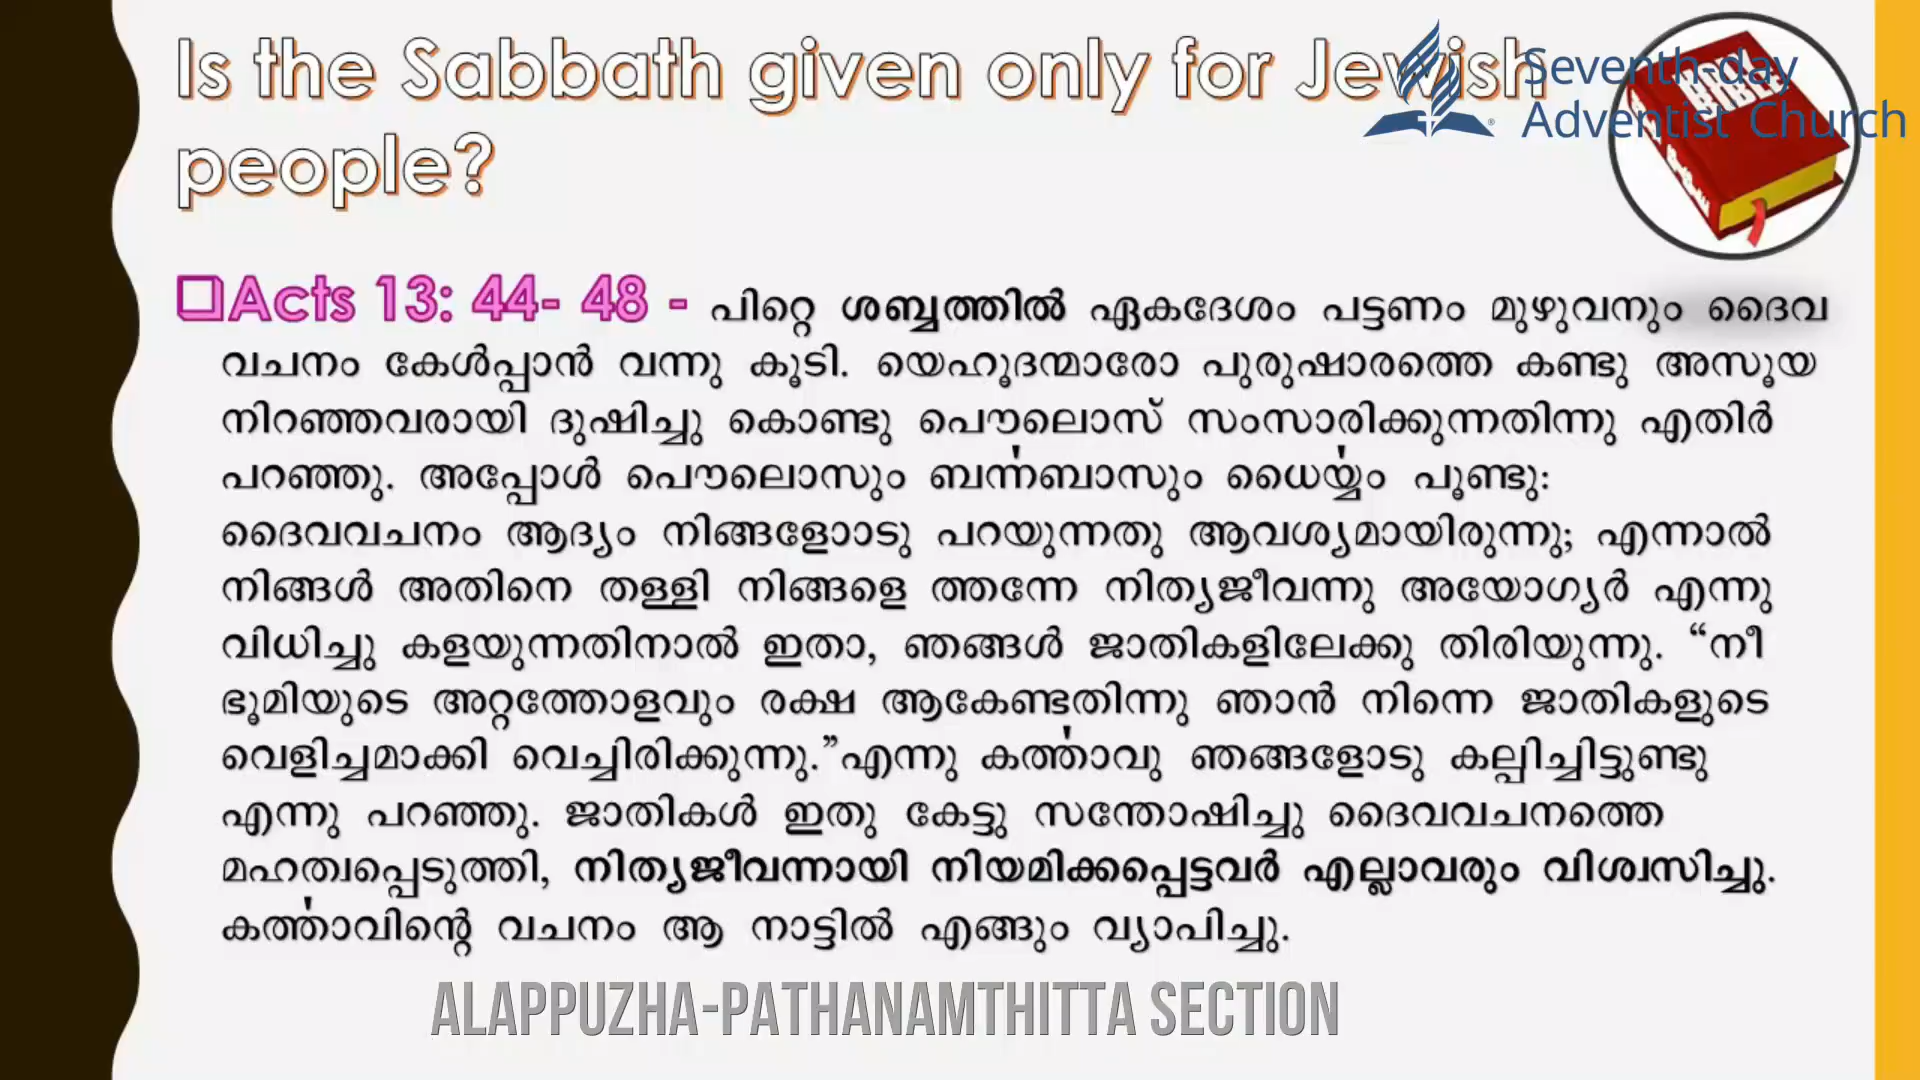 Is the Sabbath given only for Jewish
people?
Seventh-day
Adventist Church
❑Acts 13: 44- 48 - പിറ്റെ ശബ്ബത്തിൽ ഏകദേശം പട്ടണം മുഴുവനും ദൈവ
വചനം കേൾപ്പാൻ വന്നു കൂടി. യെഹൂദന്മാരോ പുരുഷാരത്തെ കണ്ടു അസൂയ
നിറഞ്ഞവരായി ദുഷിച്ചു കൊണ്ടു പൌലൊസ് സംസാരിക്കുന്നതിന്നു എതിർ
പറഞ്ഞു. അപ്പോൾ പൌലൊസും ബൎന്നബാസും ധൈൎയ്യം പൂണ്ടു:
ദൈവവചനം ആദ്യം നിങ്ങളോാടു പറയുന്നതു ആവശ്യമായിരുന്നു; എന്നാൽ
നിങ്ങൾ അതിനെ തള്ളി നിങ്ങളെ ത്തന്നേ നിത്യജീവന്നു അയോഗ്യർ എന്നു
വിധിച്ചു കളയുന്നതിനാൽ ഇതാ, ഞങ്ങൾ ജാതികളിലേക്കു തിരിയുന്നു. “നീ
ഭൂമിയുടെ അറ്റത്തോളവും രക്ഷ ആകേണ്ടതിന്നു ഞാൻ നിന്നെ ജാതികളുടെ
വെളിച്ചമാക്കി വെച്ചിരിക്കുന്നു.”എന്നു കൎത്താവു ഞങ്ങളോടു കല്പിച്ചിട്ടുണ്ടു
എന്നു പറഞ്ഞു. ജാതികൾ ഇതു കേട്ടു സന്തോഷിച്ചു ദൈവവചനത്തെ
മഹത്വപ്പെടുത്തി, നിത്യജീവന്നായി നിയമിക്കപ്പെട്ടവർ എല്ലാവരും വിശ്വസിച്ചു.
കൎത്താവിന്റെ വചനം ആ നാട്ടിൽ എങ്ങും വ്യാപിച്ചു.
ALAPPUZHA-PATHANAMTHITTA SECTION